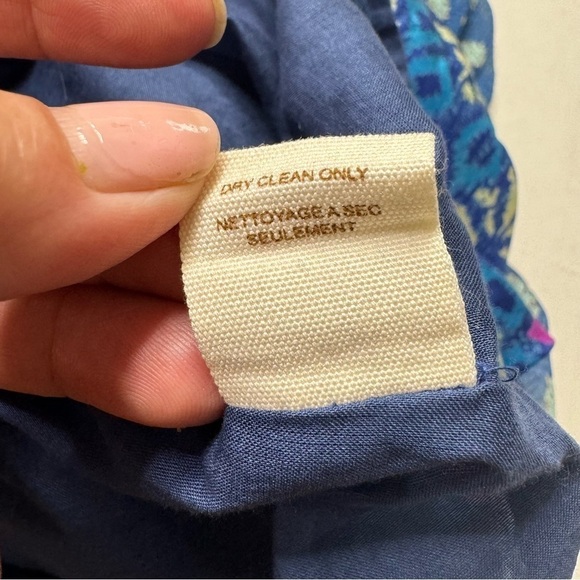 DRY CLEAN ONLY
NETTOYAGE A SEC
SEULEMENT